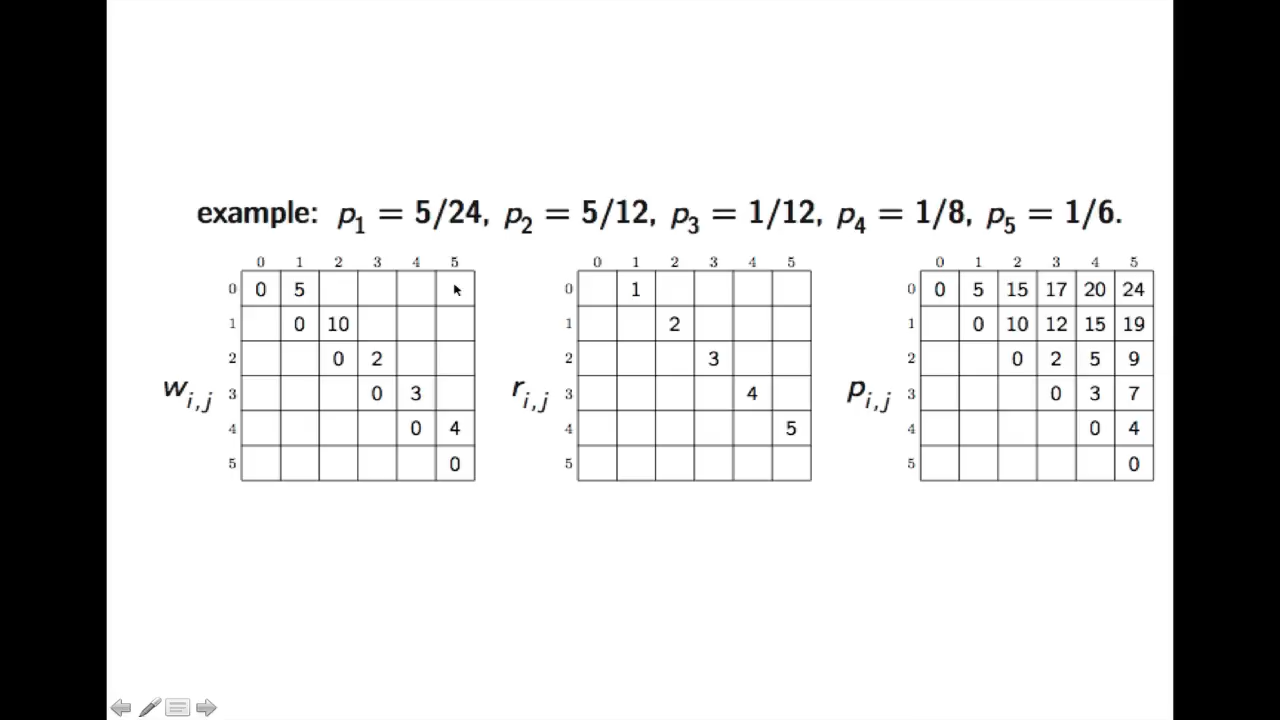 example: p1 = 5/24, p2 = 5/12, p3 = 1/12, p4 = 1/8, p5 = 1/6.
0 1 2 3 4 5 0 1 2 3 4 5 0 1 2 3 4 5
0 0 5 0 1 0 0 5 15 17 20 24
1 0 10 1 2 1 0 10 12 15 19
2 0 2 2 3 2 0 2 5 9
wi,j 3 0 3 ri,j 3 4 pi,j 3 0 3 7
4 0 4 4 5 4 0 4
5 0 5 5 0